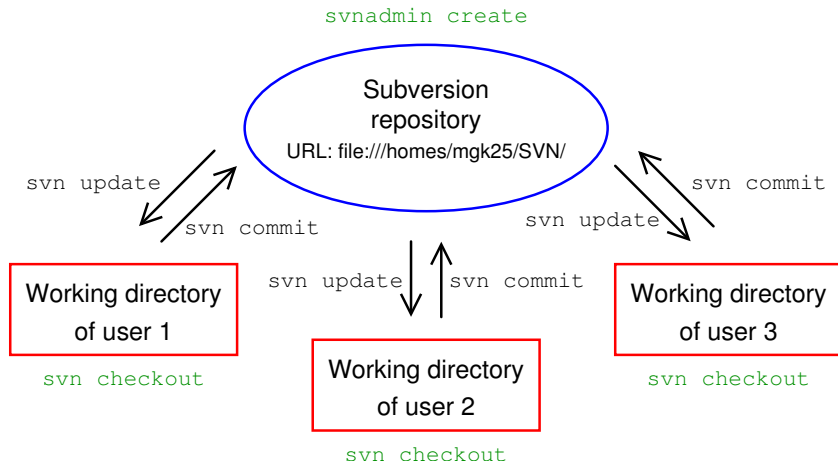 svnadmin create
Subversion
repository
URL: file:///homes/mgk25/SVN/
svn update
svn commit
svn commit
svn update
svn update
svn commit
Working directory
of user 1
svn checkout
Working directory
of user 2
svn checkout
Working directory
of user 3
svn checkout